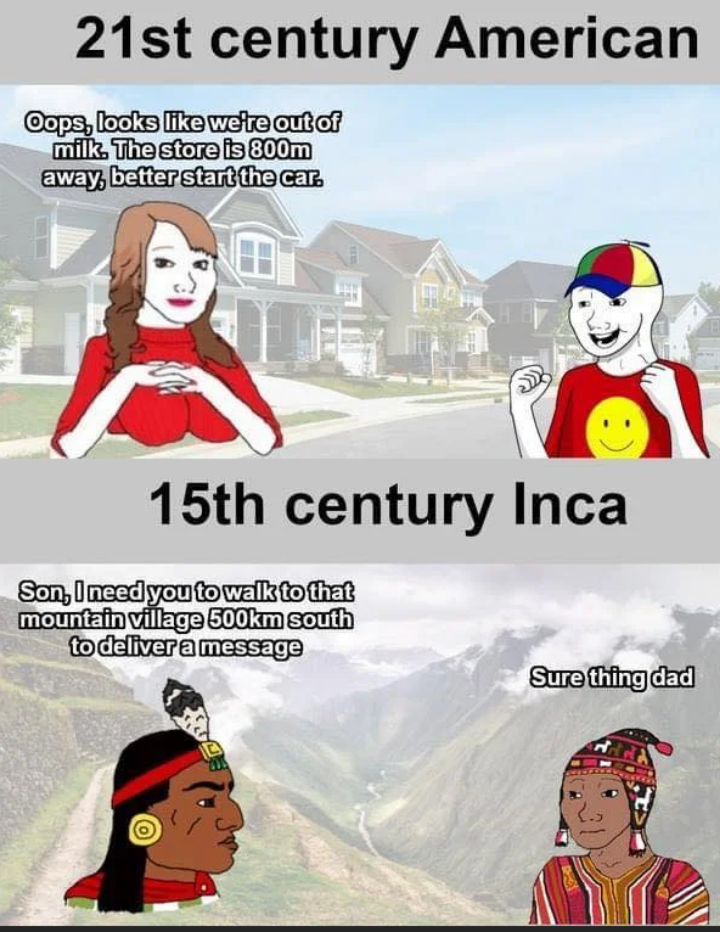 21st century American
Oops, looks like we're out of
milk. The store is 800m
away, better start the car.
15th century Inca
Son, I need you to walk to that
mountain village 500km south
to deliver a message
Sure thing dad